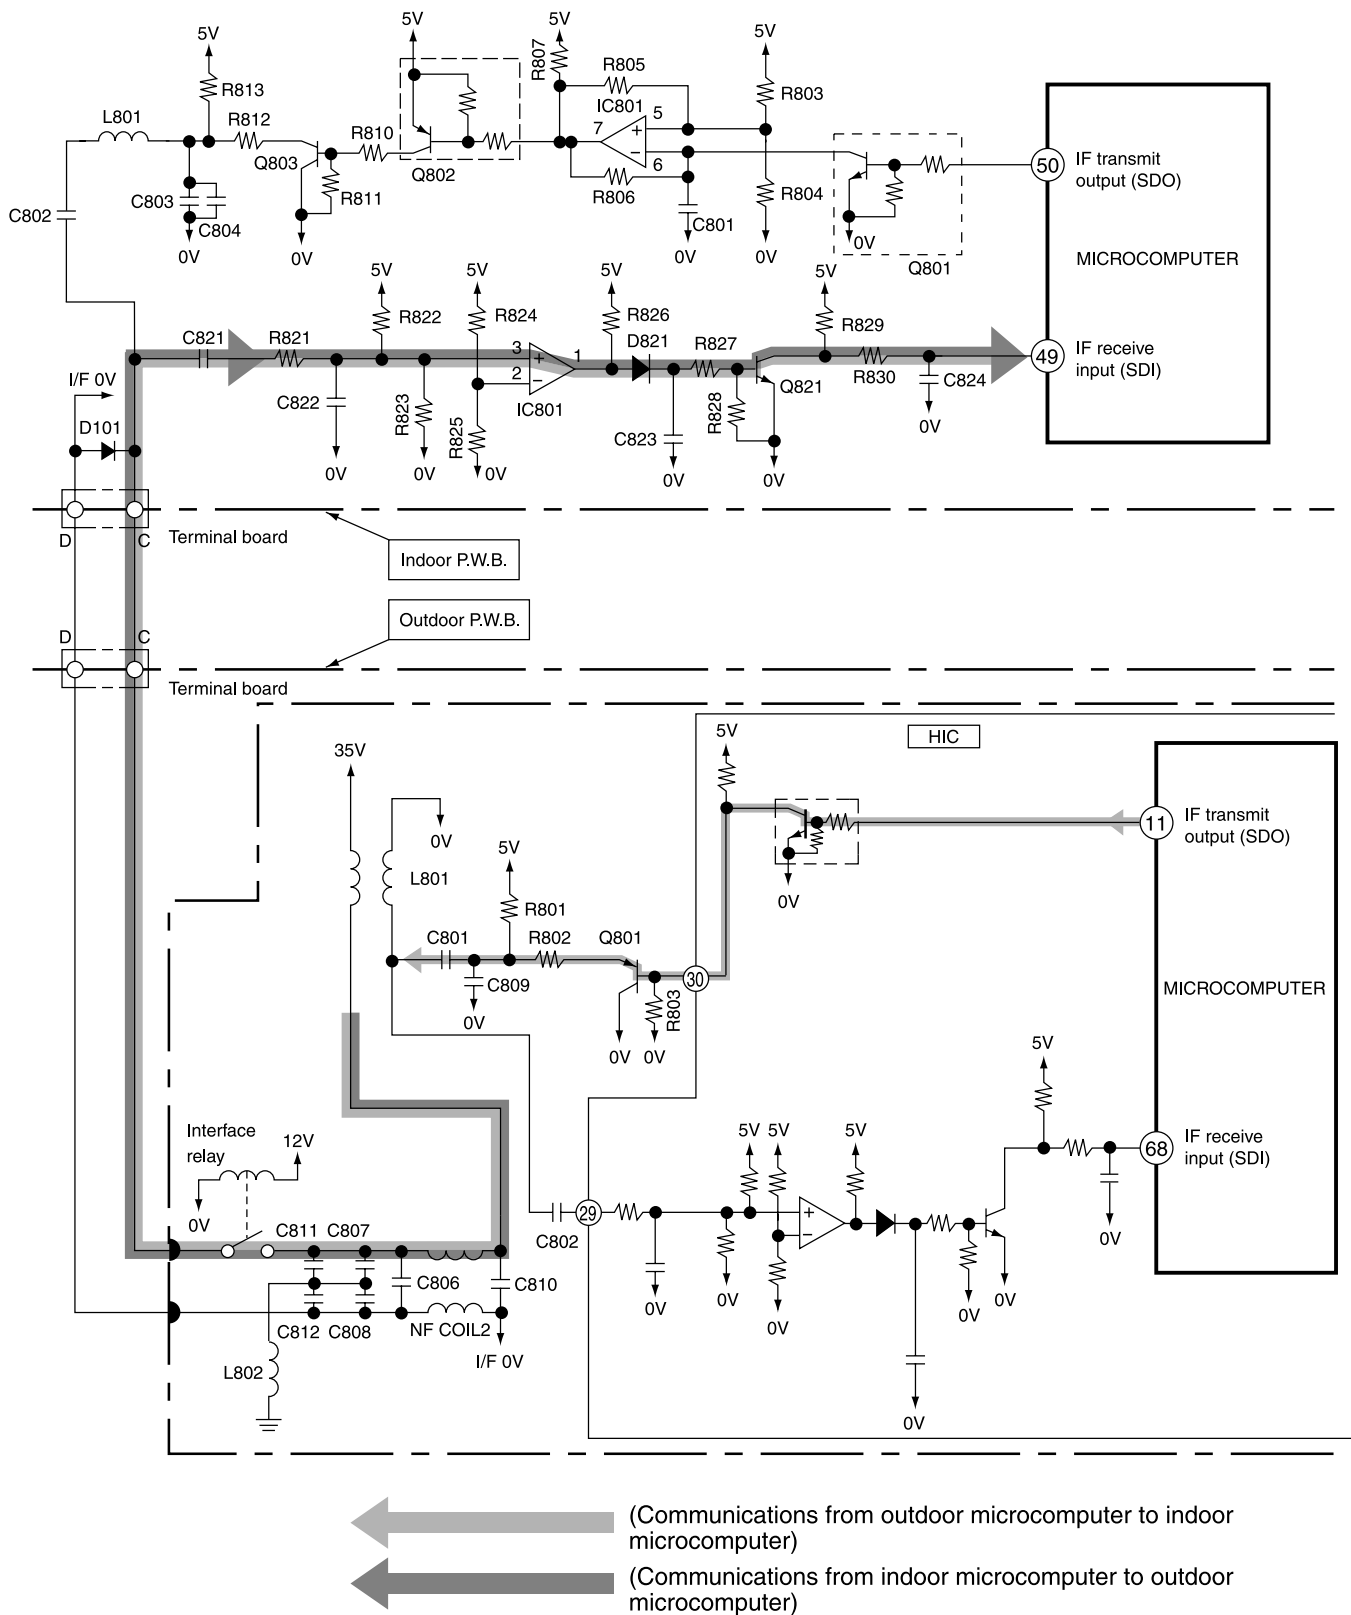 5V
5V
5V
5V
R807
R805
IC801
R803
R813
L801
R812
R810
Q803
Q802
7
5
6
+
−
R806
R804
R811
C803
C804
C802
C801
0V
0V
0V
0V
0V
Q801
50
IF transmit
output (SDO)
MICROCOMPUTER
5V
5V
5V
5V
C821
R821
R822
R824
R826
D821
R827
R829
3
+
1
2
−
IC801
Q821
R830
C824
49
IF receive
input (SDI)
I/F 0V
C822
R823
R825
R828
C823
D101
0V
0V
0V
0V
0V
0V
D
C
Terminal board
Indoor P.W.B.
Outdoor P.W.B.
D
C
Terminal board
HIC
35V
5V
0V
5V
L801
R801
11
IF transmit
output (SDO)
0V
C801
R802
Q801
C809
R803
30
0V
0V
0V
MICROCOMPUTER
5V
Interface
relay
12V
5V
5V
5V
68
IF receive
input (SDI)
0V
C811
C807
C802
29
+
−
0V
C806
C810
0V
0V
0V
0V
0V
C812
C808
NF COIL2
I/F 0V
L802
0V
(Communications from outdoor microcomputer to indoor
microcomputer)
(Communications from indoor microcomputer to outdoor
microcomputer)